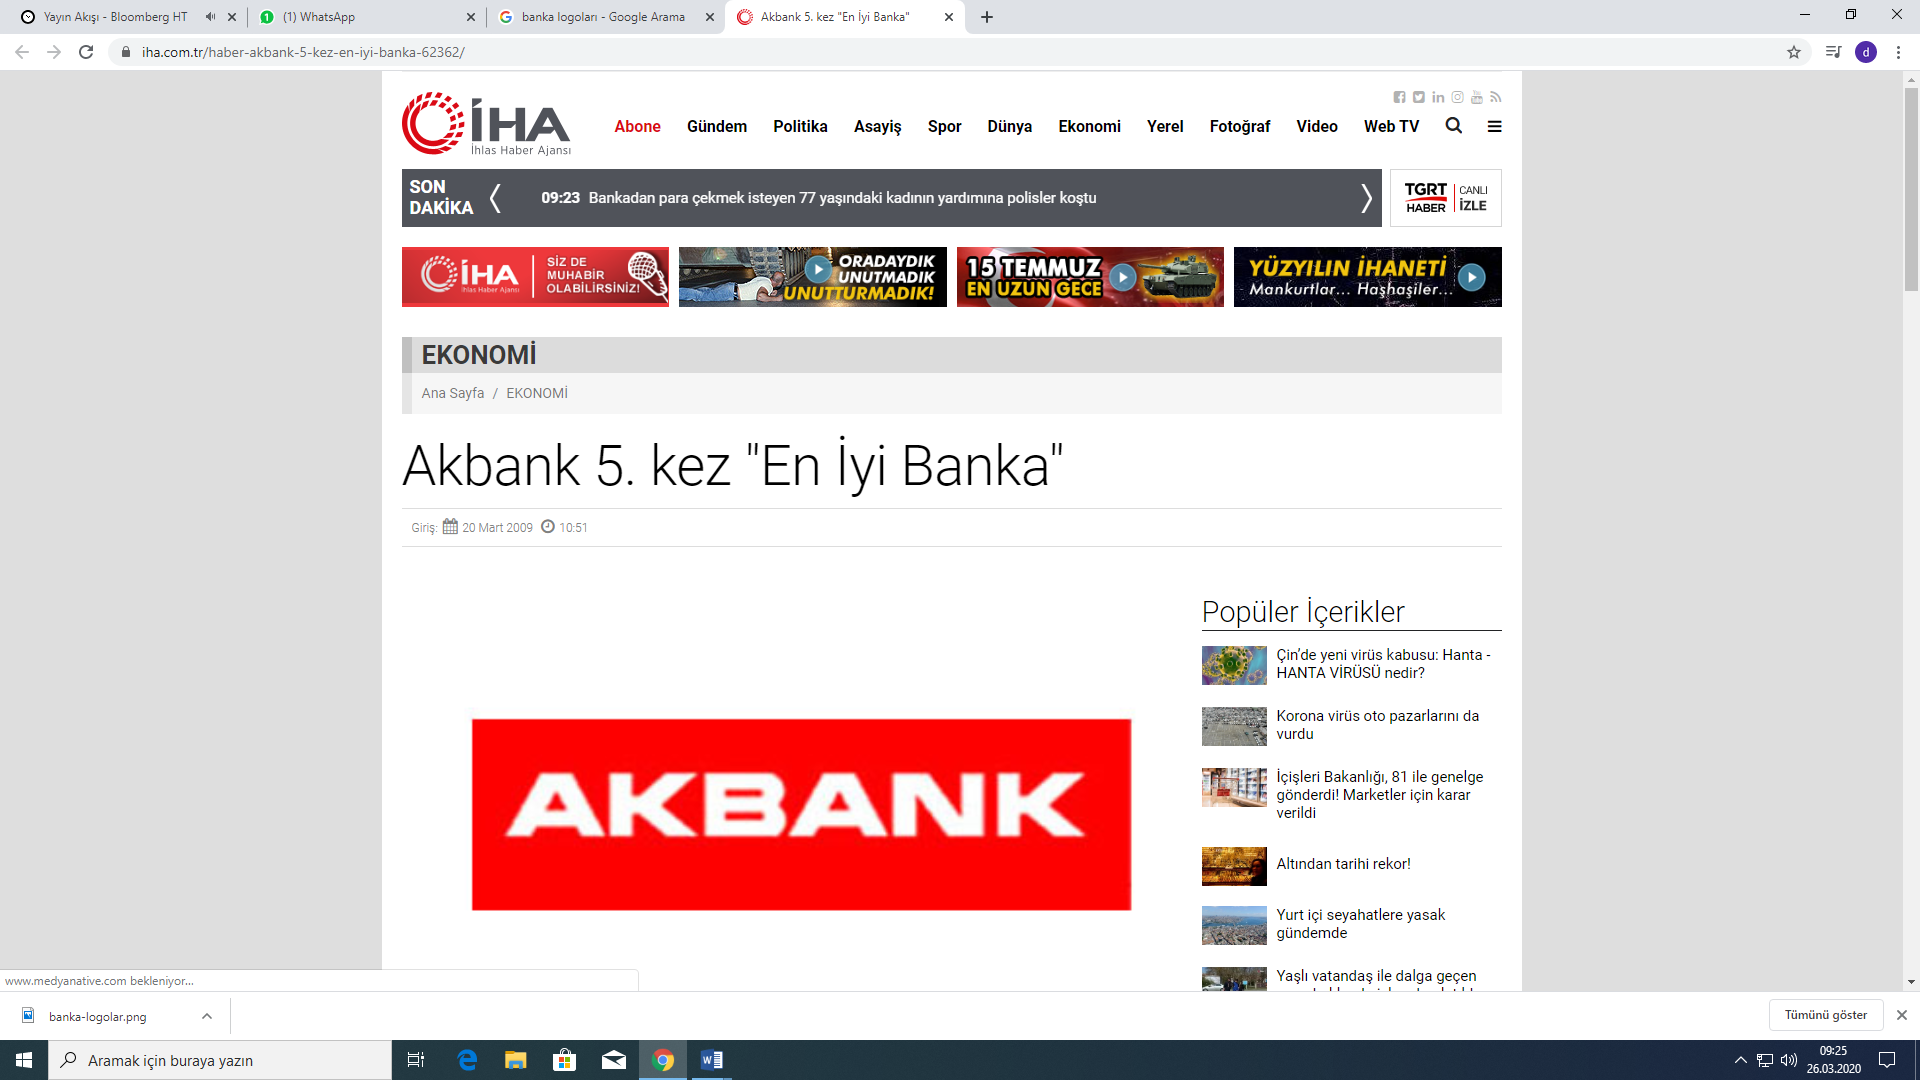 Yayın Akışı - Bloomberg HT
(1) WhatsApp
banka logoları - Google Arama
Akbank 5. kez "En İyi Banka"
iha.com.tr/haber-akbank-5-kez-en-iyi-banka-62362/
d
İHA
İhlas Haber Ajansı
Abone Gündem Politika Asayiş Spor Dünya Ekonomi Yerel Fotoğraf Video Web TV
SON DAKİKA
09:23 Bankadan para çekmek isteyen 77 yaşındaki kadının yardımına polisler koştu
TGRT HABER
CANLI İZLE
İHA
İhlas Haber Ajansı
SİZ DE
MUHABİR
OLABİLİRSİNİZ!
ORADAYDIK
UNUTMADIK
UNUTTURMADIK!
15 TEMMUZ
EN UZUN GECE
YÜZYILIN İHANETİ
Mankurtlar... Haşhaşiler...
EKONOMİ
Ana Sayfa / EKONOMİ
Akbank 5. kez "En İyi Banka"
Giriş: 20 Mart 2009 10:51
AKBANK
Popüler İçerikler
Çin’de yeni virüs kabusu: Hanta -
HANTA VİRÜSÜ nedir?
Korona virüs oto pazarlarını da
vurdu
İçişleri Bakanlığı, 81 ile genelge
gönderdi! Marketler için karar
verildi
Altından tarihi rekor!
Yurt içi seyahatlere yasak
gündemde
Yaşlı vatandaş ile dalga geçen
www.medyanative.com bekleniyor...
banka-logolar.png
Tümünü göster
Aramak için buraya yazın
09:25
26.03.2020